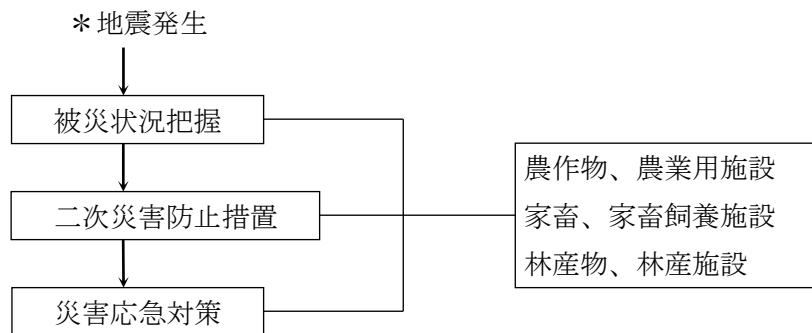 ＊地震発生
被災状況把握
二次災害防止措置
災害応急対策
農作物、農業用施設
家畜、家畜飼養施設
林産物、林産施設